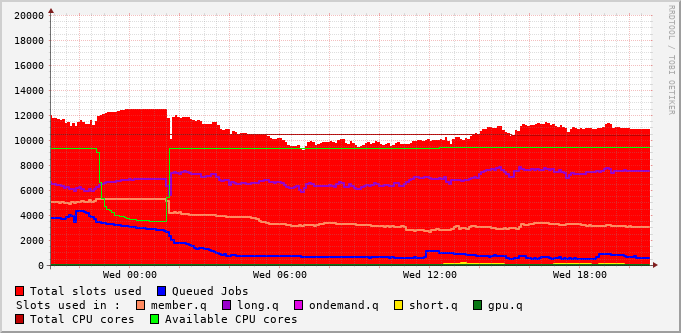 20000
18000
16000
14000
12000
10000
8000
6000
4000
2000
0
Wed 00:00 Wed 06:00 Wed 12:00 Wed 18:00
RRDTOOL / TOBI OETIKER
Total slots used Queued Jobs
Slots used in : member.q long.q ondemand.q short.q gpu.q
Total CPU cores Available CPU cores